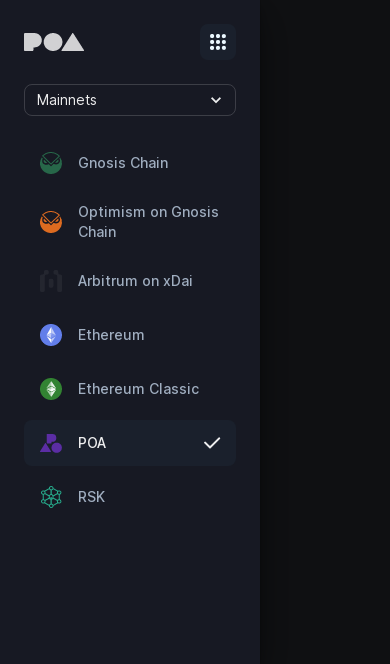 POA
Mainnets
Gnosis Chain
Optimism on Gnosis
Chain
Arbitrum on xDai
Ethereum
Ethereum Classic
POA
RSK